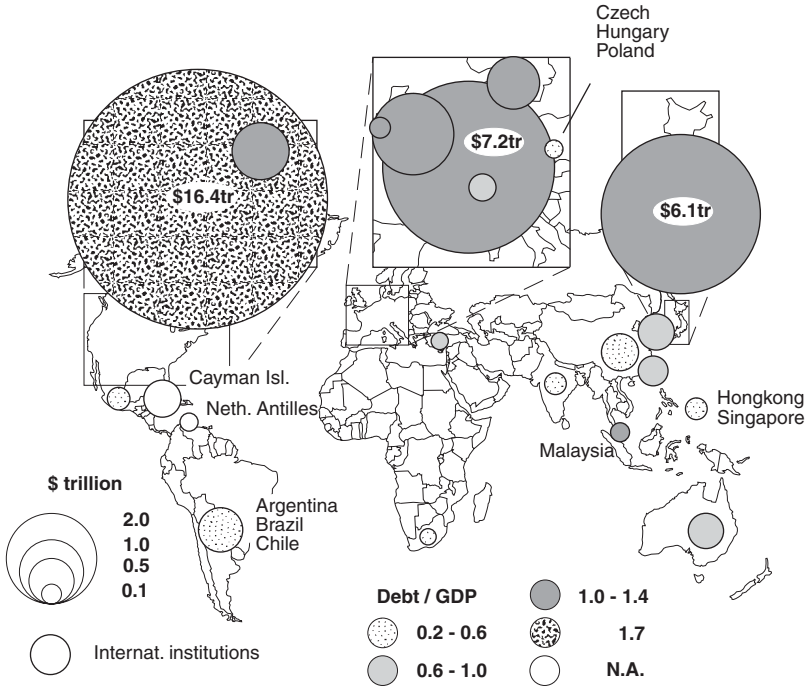 Czech
Hungary
Poland
$16.4tr
$7.2tr
$6.1tr
Cayman Isl.
Neth. Antilles
Hongkong
Singapore
Malaysia
Argentina
Brazil
Chile
$ trillion
2.0
1.0
0.5
0.1
Internat. institutions
Debt / GDP
0.2 - 0.6
0.6 - 1.0
1.0 - 1.4
1.7
N.A.